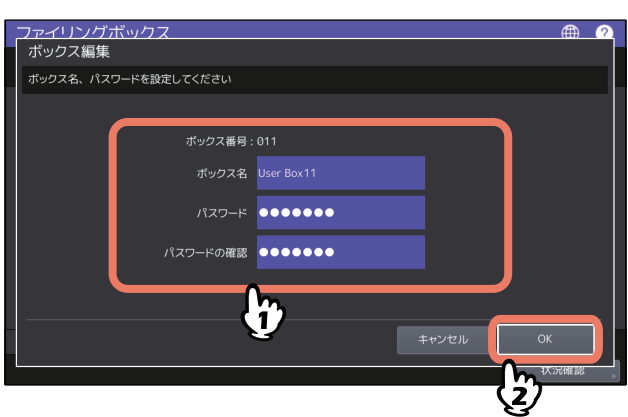 ファイリングボックス
?
ボックス編集
ボックス名、パスワードを設定してください
ボックス番号 : 011
ボックス名 User Box11
パスワード ●●●●●●●
パスワードの確認 ●●●●●●●
1
キャンセル OK
状況確認
2